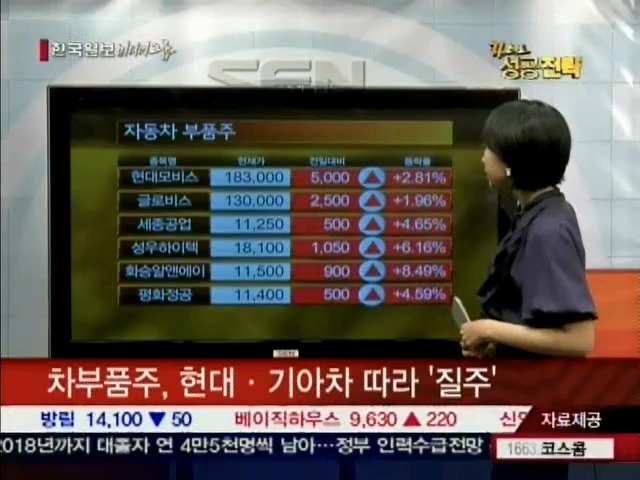 한국일보
성공전략
SEN
자동차 부품주
종목명 현재가 전일대비 등락률
현대모비스 183,000 5,000 ▲ +2.81%
글로비스 130,000 2,500 ▲ +1.96%
세종공업 11,250 500 ▲ +4.65%
성우하이텍 18,100 1,050 ▲ +6.16%
화승알앤에이 11,500 900 ▲ +8.49%
평화정공 11,400 500 ▲ +4.59%
SEN
차부품주, 현대 · 기아차 따라 '질주'
방림 14,100 ▼ 50 베이직하우스 9,630 ▲ 220 자료제공
2018년까지 대졸자 연 4만5천명씩 남아…정부 인력수급전망 코스콤